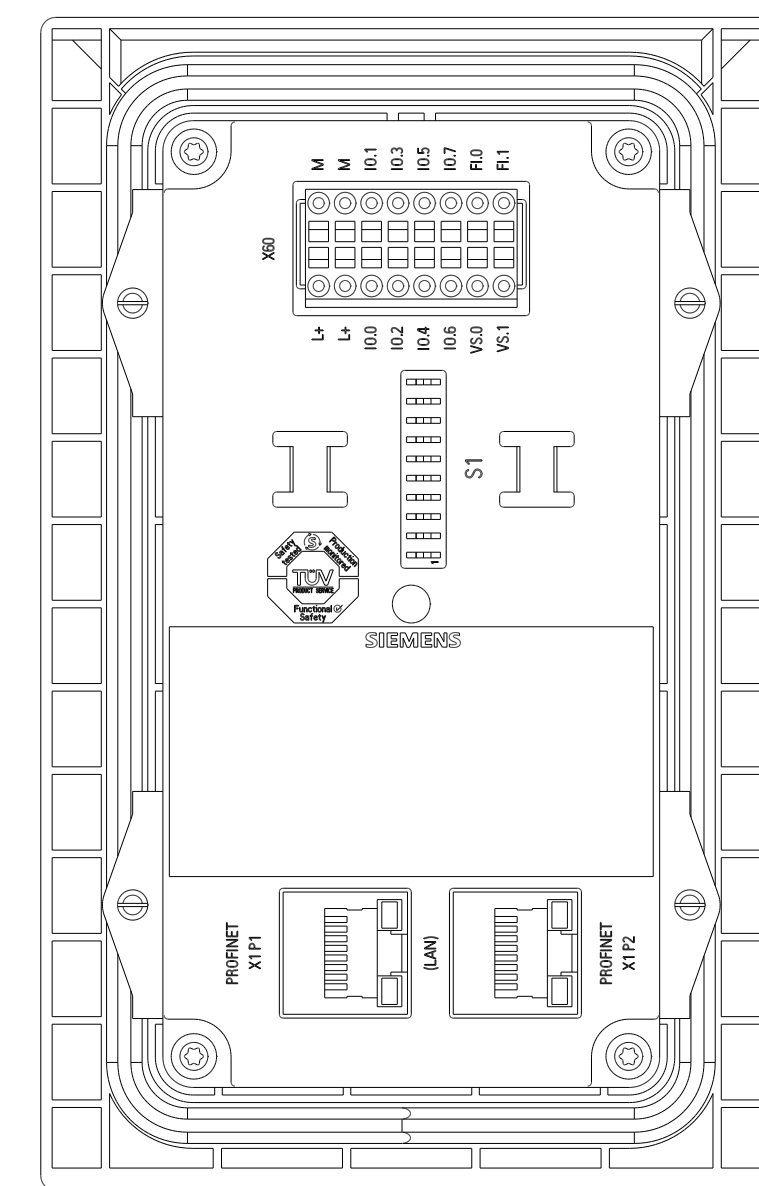 M M I0.1 I0.3 I0.5 I0.7 FI.0 FI.1
X60
L+ L+ I0.0 I0.2 I0.4 I0.6 VS.0 VS.1
S1
1
Safety tested
S
Production monitored
TÜV
PRODUCT SERVICE
Functional
Safety
SIEMENS
PROFINET
X1 P1
(LAN)
PROFINET
X1 P2